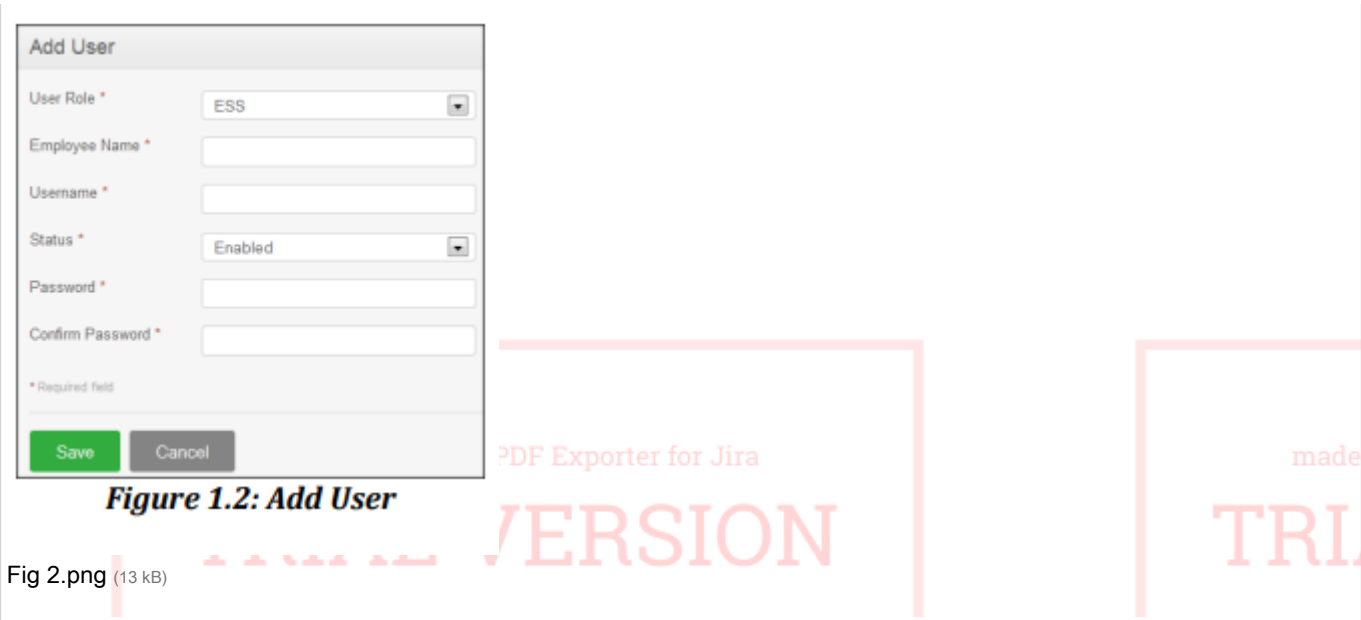 Add User
User Role *
ESS
Employee Name *
Username *
Status *
Enabled
Password *
Confirm Password *
* Required field
Save Cancel
PDF Exporter for Jira made
Figure 1.2: Add User
VERSION
Fig 2.png (13 kB)